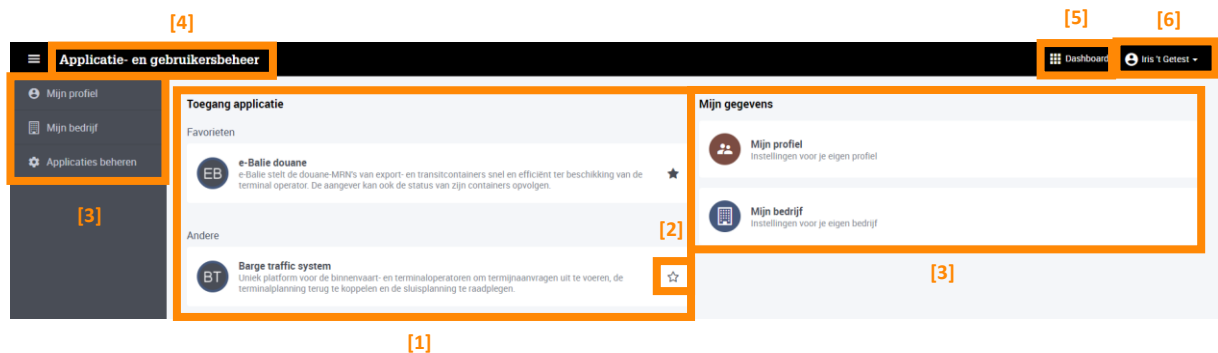 [4]
[5]
[6]
Applicatie- en gebruikersbeheer
Dashboard
Iris 't Getest
Mijn profiel
Mijn bedrijf
Applicaties beheren
[3]
Toegang applicatie
Favorieten
EB
e-Balie douane
e-Balie stelt de douane-MRN's van export- en transitcontainers snel en efficiënt ter beschikking van de
terminal operator. De aangever kan ook de status van zijn containers opvolgen.
[2]
Andere
BT
Barge traffic system
Uniek platform voor de binnenvaart- en terminaloperatoren om termijnaanvragen uit te voeren, de
terminalplanning terug te koppelen en de sluisplanning te raadplegen.
[1]
Mijn gegevens
Mijn profiel
Instellingen voor je eigen profiel
Mijn bedrijf
Instellingen voor je eigen bedrijf
[3]